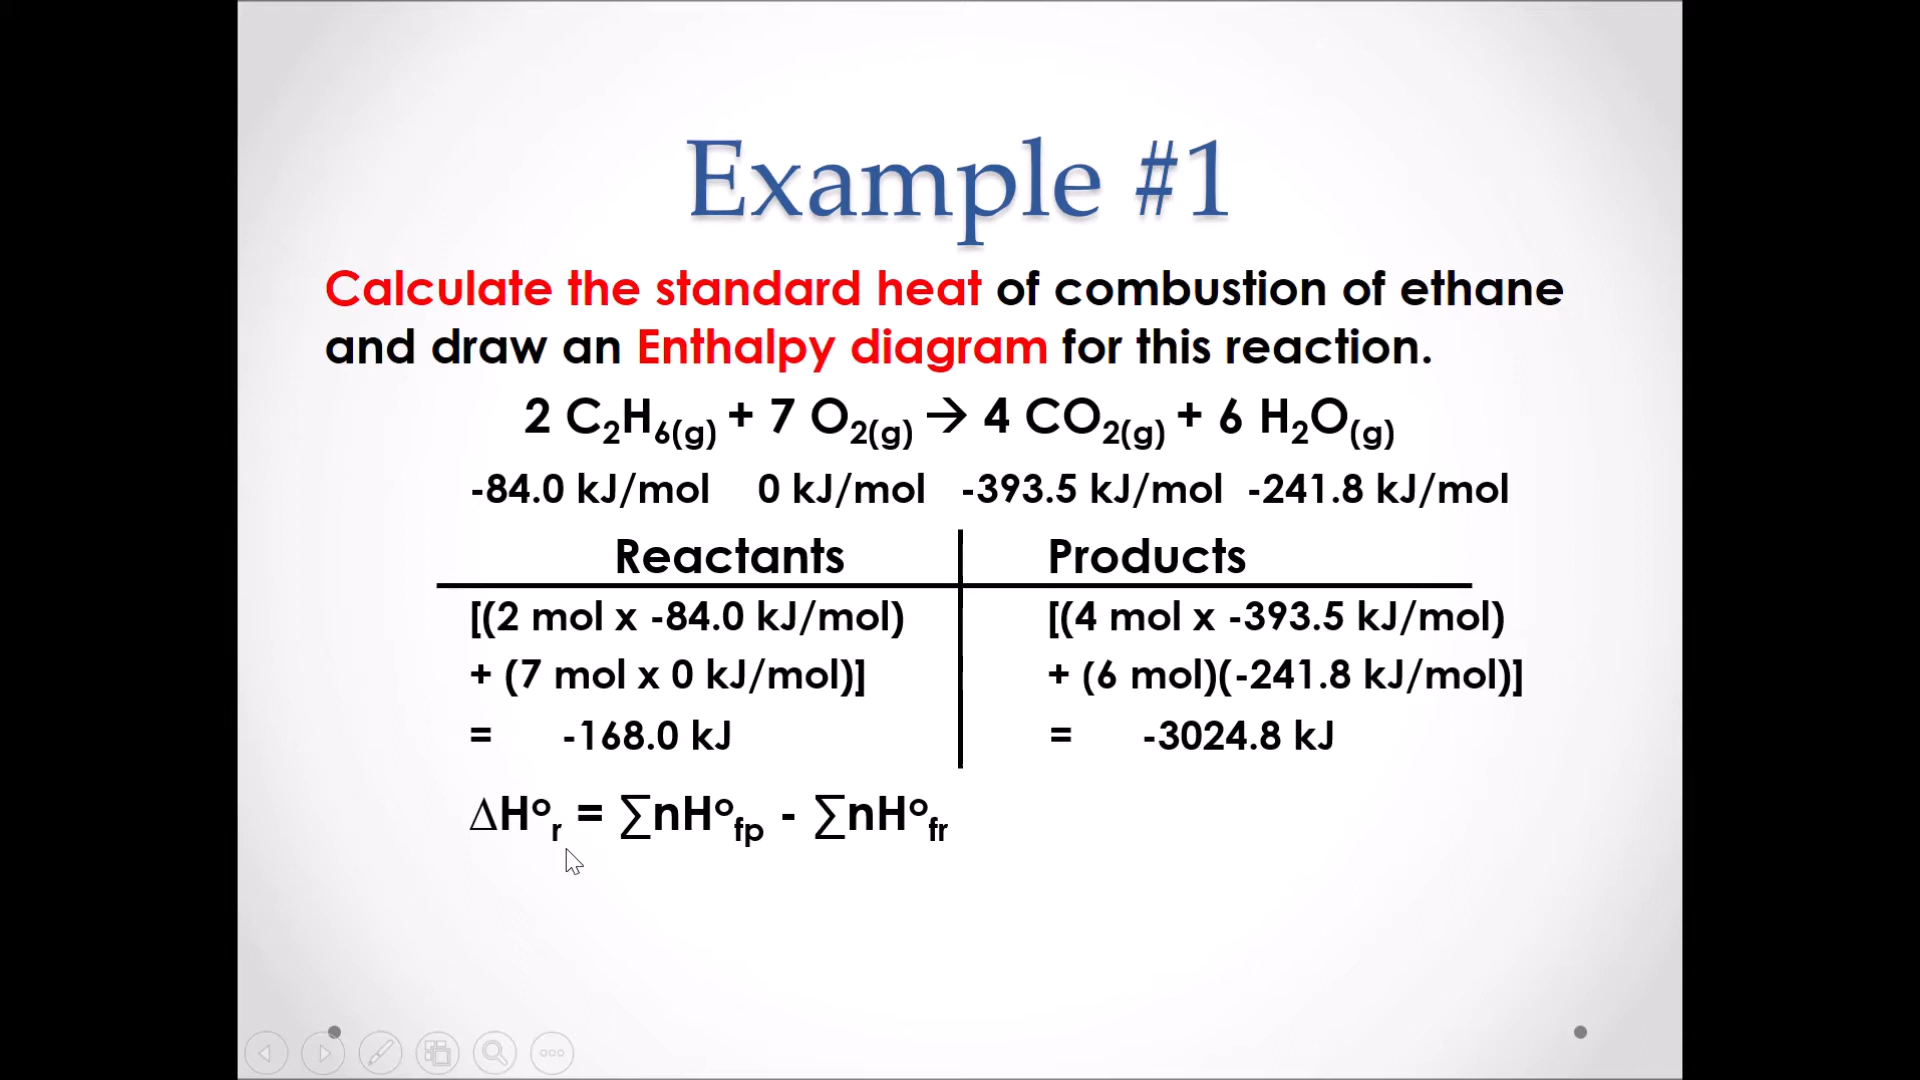 Example #1
Calculate the standard heat of combustion of ethane
and draw an Enthalpy diagram for this reaction.
2 C₂H₆(g) + 7 O₂(g) → 4 CO₂(g) + 6 H₂O(g)
-84.0 kJ/mol 0 kJ/mol -393.5 kJ/mol -241.8 kJ/mol
Reactants Products
[(2 mol x -84.0 kJ/mol) [(4 mol x -393.5 kJ/mol)
+ (7 mol x 0 kJ/mol)] + (6 mol)(-241.8 kJ/mol)]
= -168.0 kJ = -3024.8 kJ
∆H°r = ∑nH°fp - ∑nH°fr